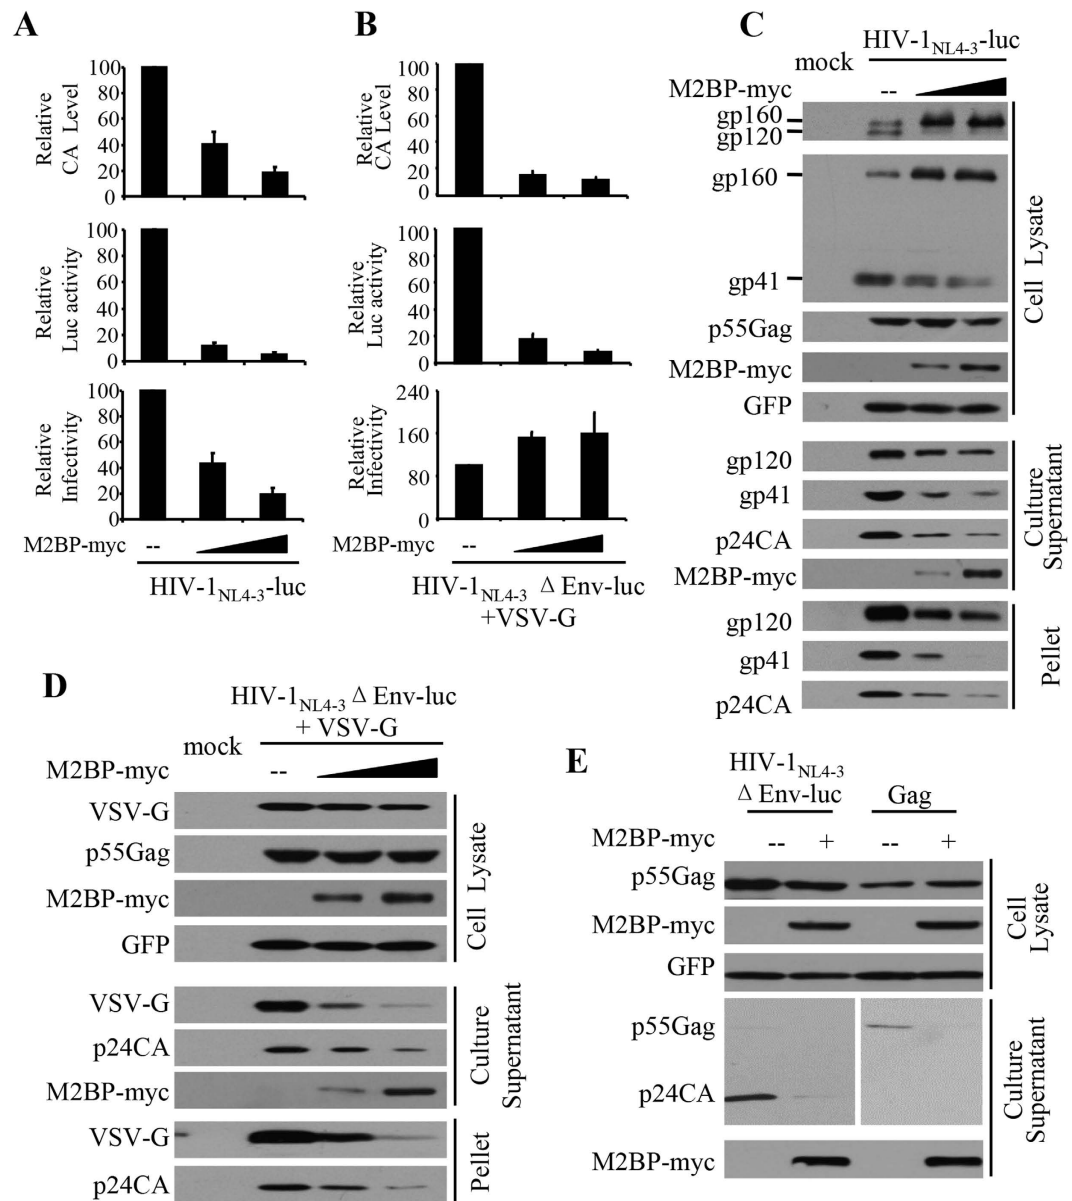 A
Relative
CA Level
100
80
60
40
20
0
Relative
Luc activity
100
80
60
40
20
0
Relative
Infectivity
100
80
60
40
20
0
M2BP-myc --
HIV-1NL4-3-luc
B
Relative
CA Level
100
80
60
40
20
0
Relative
Luc activity
100
80
60
40
20
0
Relative
Infectivity
240
160
80
0
M2BP-myc --
HIV-1NL4-3 Δ Env-luc
+VSV-G
C
HIV-1NL4-3-luc
mock
M2BP-myc --
gp160
gp120
gp160
gp41
p55Gag
M2BP-myc
GFP
Cell Lysate
gp120
gp41
p24CA
M2BP-myc
Culture
Supernatant
gp120
gp41
p24CA
Pellet
D
HIV-1NL4-3 Δ Env-luc
+ VSV-G
mock
M2BP-myc --
VSV-G
p55Gag
M2BP-myc
GFP
Cell Lysate
VSV-G
p24CA
M2BP-myc
Culture
Supernatant
VSV-G
p24CA
Pellet
E
HIV-1NL4-3
Δ Env-luc Gag
M2BP-myc -- + -- +
p55Gag
M2BP-myc
GFP
Cell
Lysate
p55Gag
p24CA
M2BP-myc
Culture
Supernatant